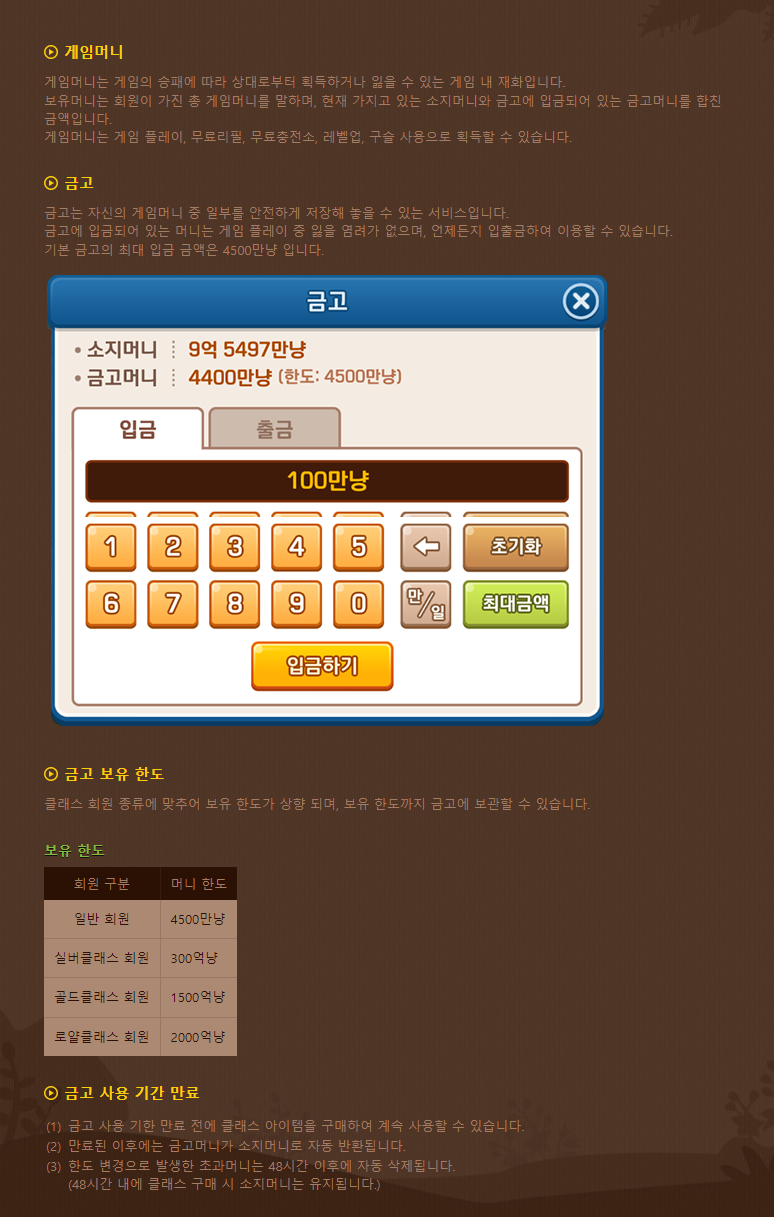 게임머니
게임머니는 게임의 승패에 따라 상대로부터 획득하거나 잃을 수 있는 게임 내 재화입니다.
보유머니는 회원이 가진 총 게임머니를 말하며, 현재 가지고 있는 소지머니와 금고에 입금되어 있는 금고머니를 합친
금액입니다.
게임머니는 게임 플레이, 무료리필, 무료충전소, 레벨업, 구슬 사용으로 획득할 수 있습니다.
금고
금고는 자신의 게임머니 중 일부를 안전하게 저장해 놓을 수 있는 서비스입니다.
금고에 입금되어 있는 머니는 게임 플레이 중 잃을 염려가 없으며, 언제든지 입출금하여 이용할 수 있습니다.
기본 금고의 최대 입금 금액은 4500만냥 입니다.
금고
• 소지머니 9억 5497만냥
• 금고머니 4400만냥 (한도: 4500만냥)
입금 출금
100만냥
1 2 3 4 5 ← 초기화
6 7 8 9 0 만/일 최대금액
입금하기
금고 보유 한도
클래스 회원 종류에 맞추어 보유 한도가 상향 되며, 보유 한도까지 금고에 보관할 수 있습니다.
보유 한도
회원 구분 머니 한도
일반 회원 4500만냥
실버클래스 회원 300억냥
골드클래스 회원 1500억냥
로얄클래스 회원 2000억냥
금고 사용 기간 만료
(1) 금고 사용 기한 만료 전에 클래스 아이템을 구매하여 계속 사용할 수 있습니다.
(2) 만료된 이후에는 금고머니가 소지머니로 자동 반환됩니다.
(3) 한도 변경으로 발생한 초과머니는 48시간 이후에 자동 삭제됩니다.
(48시간 내에 클래스 구매 시 소지머니는 유지됩니다.)